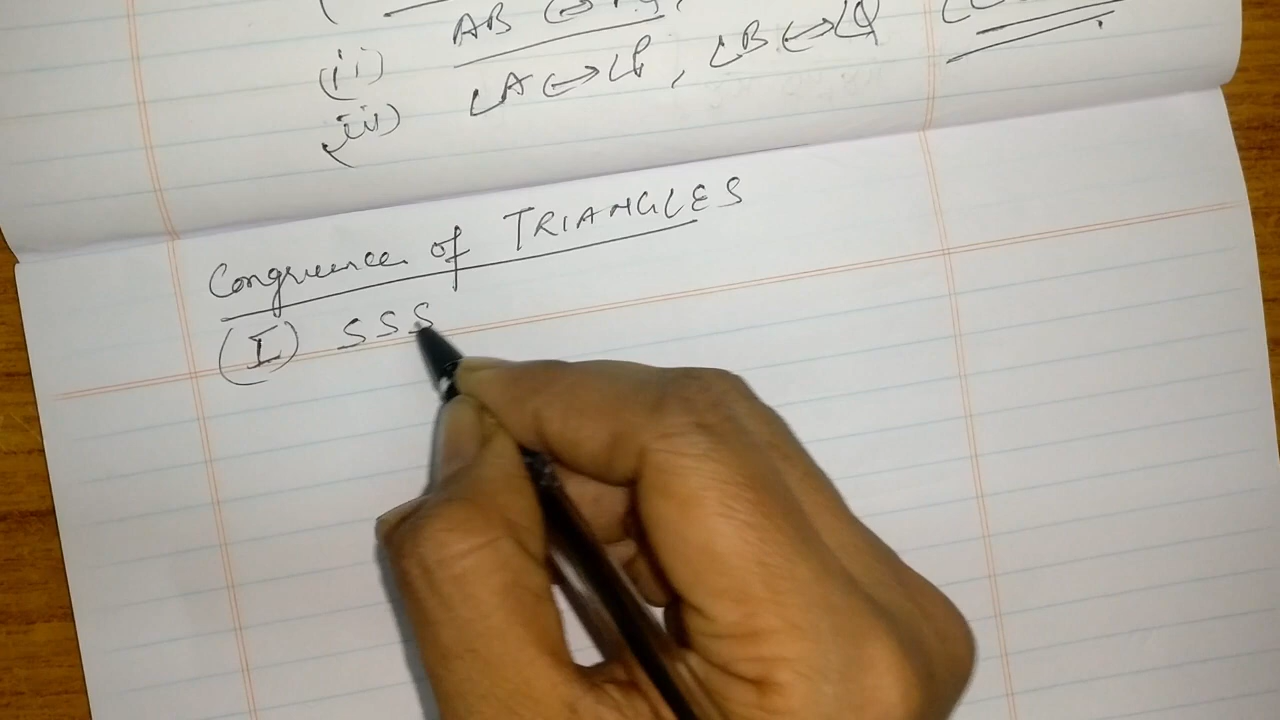 (ii) AB ↔
(iii) ∠A ↔ ∠P, ∠B ↔ ∠Q
Congruence of TRIANGLES
(I) SSS